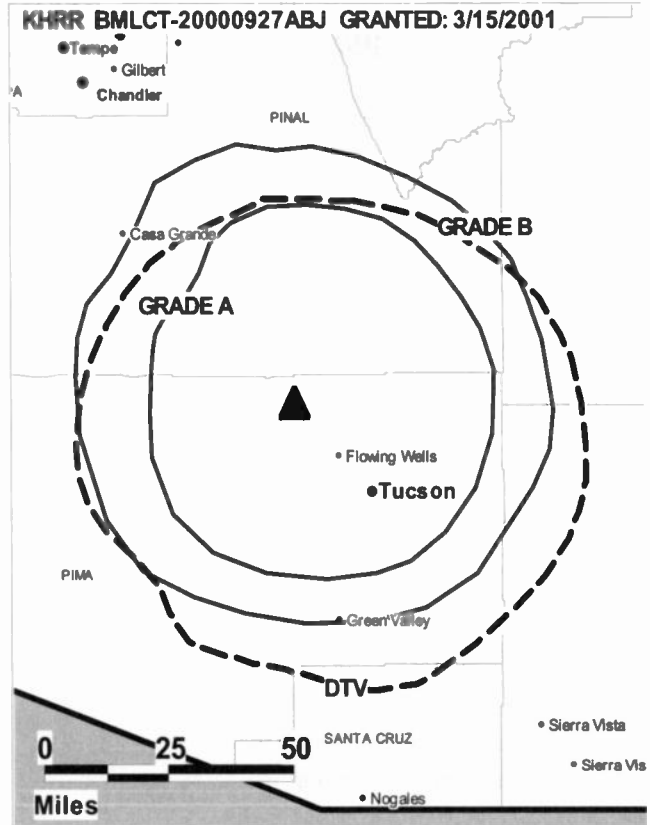 KHRR BMLCT-20000927ABJ GRANTED: 3/15/2001
Tempe
Gilbert
Chandler
PINAL
GRADE B
Casa Grande
GRADE A
Flowing Wells
Tucson
PIMA
Green Valley
DTV
SANTA CRUZ
Sierra Vista
0 25 50
Sierra Vis
Miles
Nogales